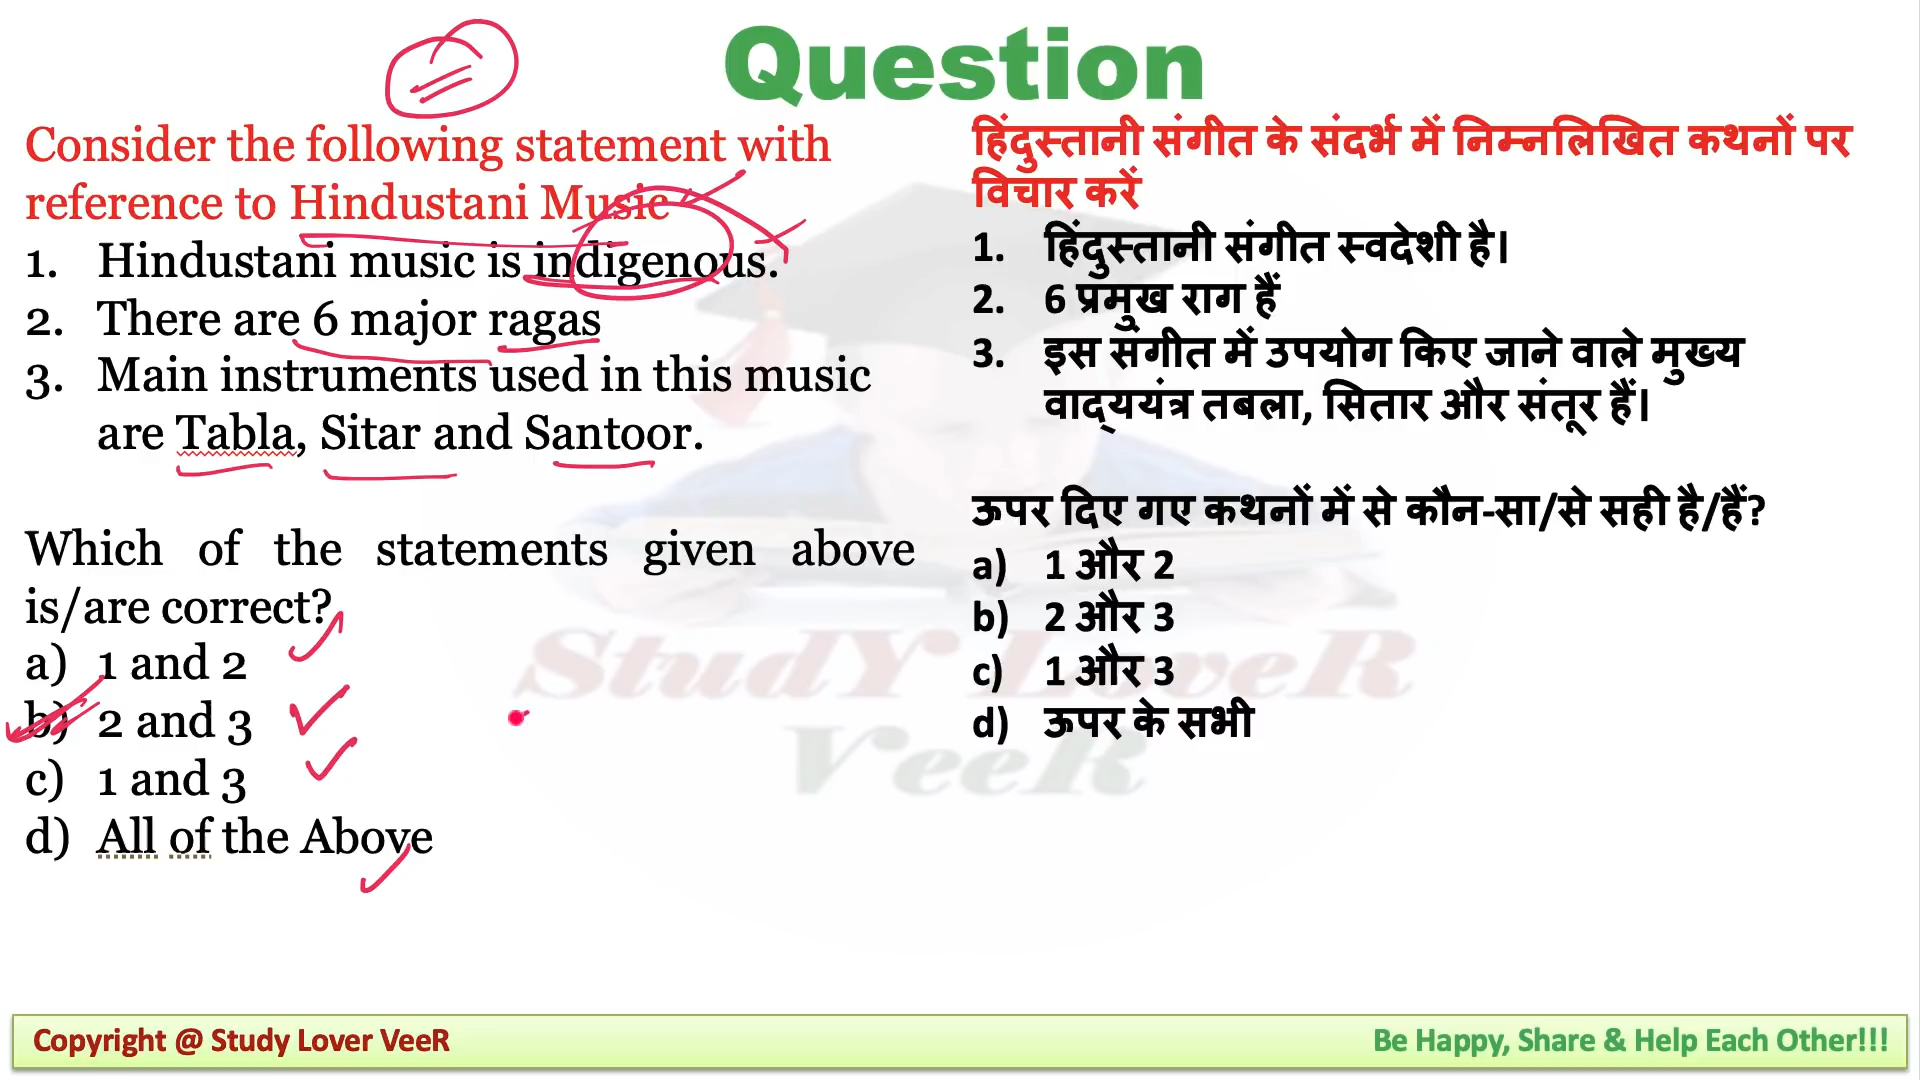 Question
Consider the following statement with
reference to Hindustani Music
1. Hindustani music is indigenous.
2. There are 6 major ragas
3. Main instruments used in this music
are Tabla, Sitar and Santoor.
Which of the statements given above
is/are correct?
a) 1 and 2
b) 2 and 3
c) 1 and 3
d) All of the Above
हिंदुस्तानी संगीत के संदर्भ में निम्नलिखित कथनों पर
विचार करें
1. हिंदुस्तानी संगीत स्वदेशी है।
2. 6 प्रमुख राग हैं
3. इस संगीत में उपयोग किए जाने वाले मुख्य
वाद्ययंत्र तबला, सितार और संतूर हैं।
ऊपर दिए गए कथनों में से कौन-सा/से सही है/हैं?
a) 1 और 2
b) 2 और 3
c) 1 और 3
d) ऊपर के सभी
StudY LoveR
VeeR
Copyright @ Study Lover VeeR
Be Happy, Share & Help Each Other!!!